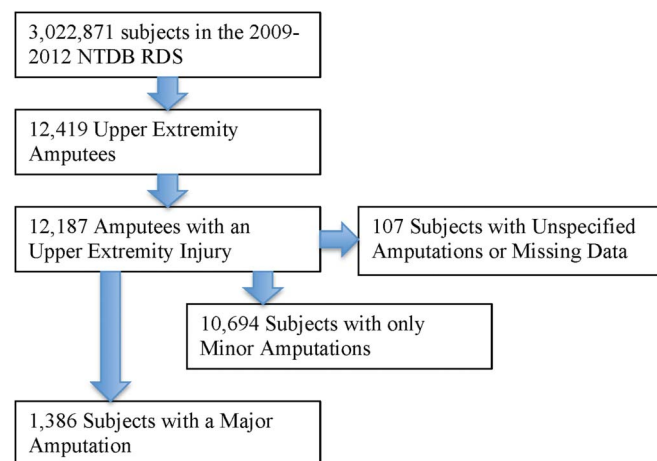 3,022,871 subjects in the 2009-
2012 NTDB RDS
12,419 Upper Extremity
Amputees
12,187 Amputees with an
Upper Extremity Injury
107 Subjects with Unspecified
Amputations or Missing Data
10,694 Subjects with only
Minor Amputations
1,386 Subjects with a Major
Amputation